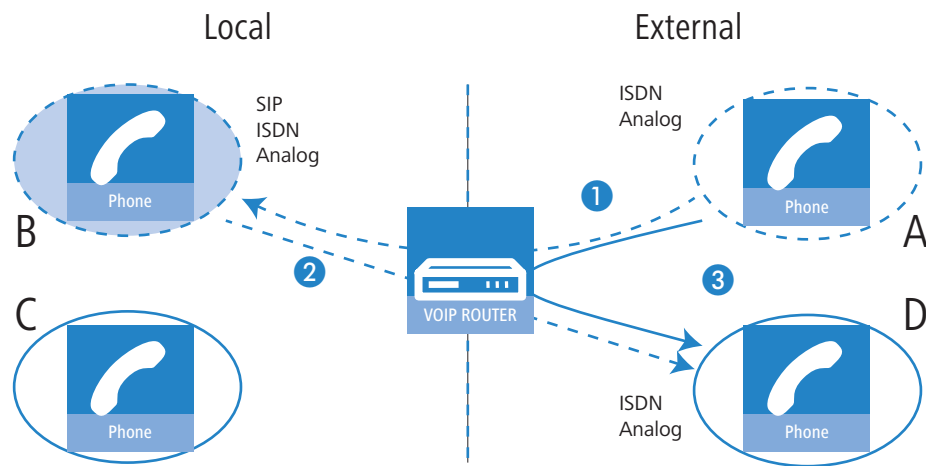 Local
External
SIP
ISDN
Analog
ISDN
Analog
Phone
Phone
1
B
A
2
3
VOIP ROUTER
C
D
ISDN
Analog
Phone
Phone